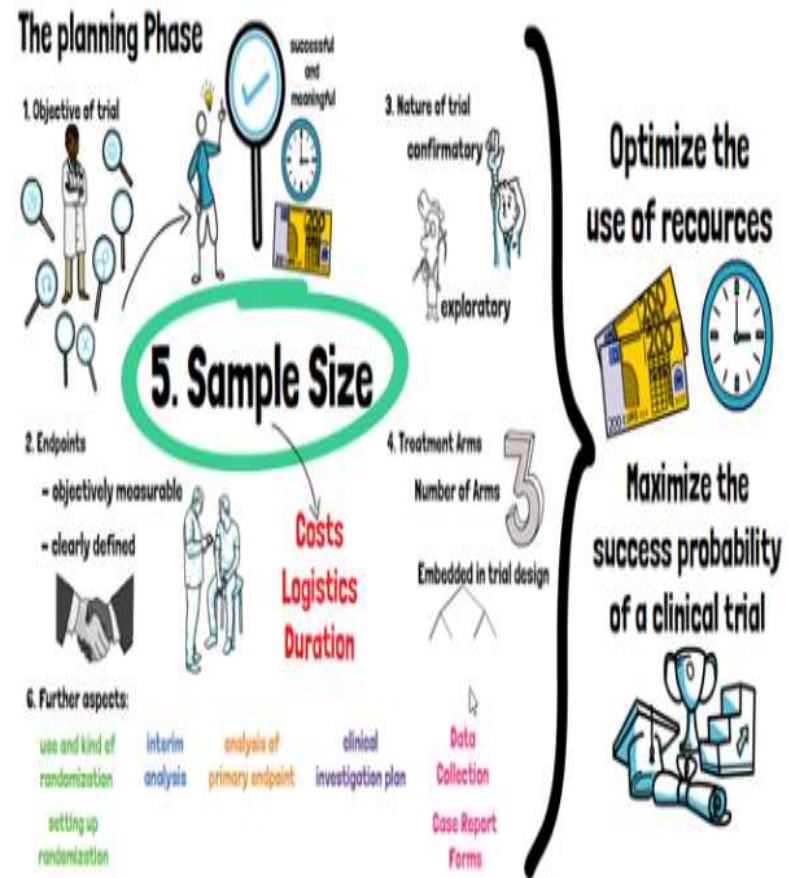 The planning Phase
successful
and
meaningful
1. Objective of trial
3. Nature of trial
confirmatory
exploratory
5. Sample Size
2. Endpoints
- objectively measurable
- clearly defined
Costs
Logistics
Duration
4. Treatment Arms
Number of Arms
3
Embedded in trial design
6. Further aspects:
use and kind of
randomization
setting up
randomization
interim
analysis
analysis of
primary endpoint
clinical
investigation plan
Data
Collection
Case Report
Forms
Optimize the
use of recources
200
200
200
Maximize the
success probability
of a clinical trial